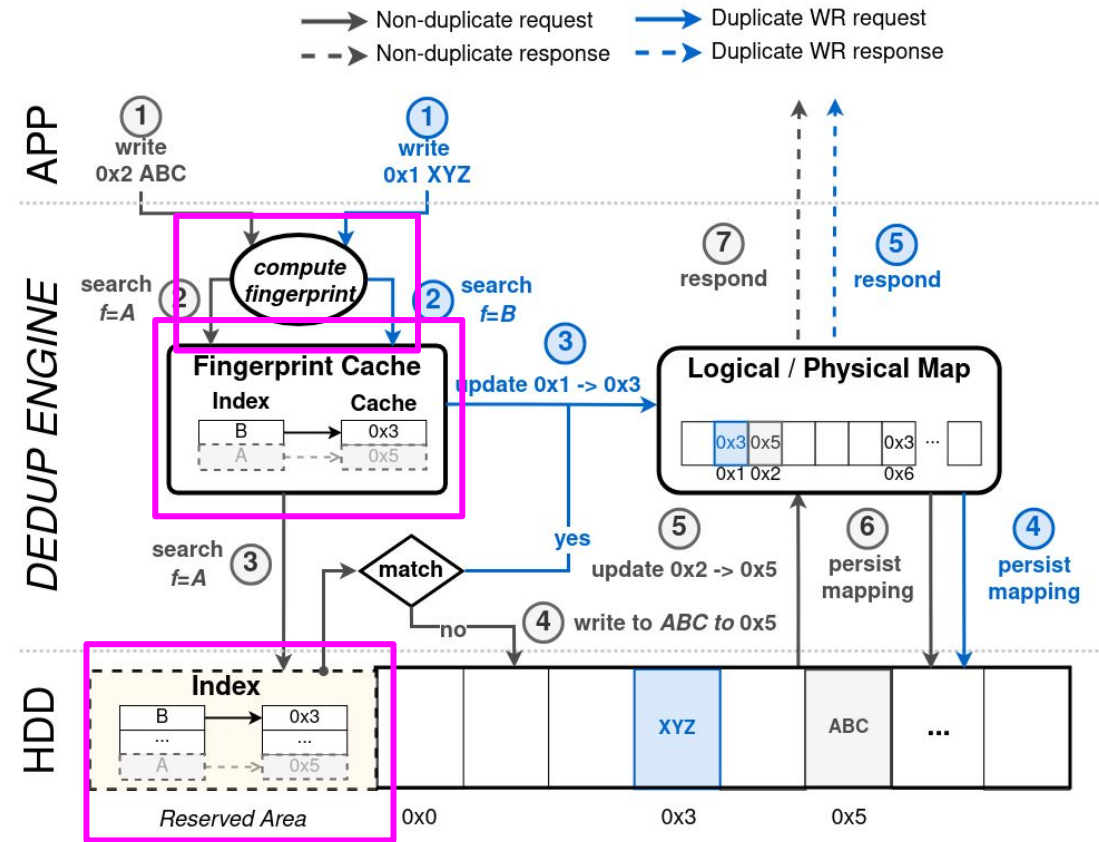 Non-duplicate request
Duplicate WR request
Non-duplicate response
Duplicate WR response
APP
1
write
0x2 ABC
1
write
0x1 XYZ
DEDUP ENGINE
compute
fingerprint
search
f=A
2
2
search
f=B
7
respond
5
respond
Fingerprint Cache
Index
Cache
B
0x3
A
0x5
3
update 0x1 -> 0x3
Logical / Physical Map
0x3
0x5
0x3
...
0x1
0x2
0x6
search
f=A
3
match
yes
no
4
write to ABC to 0x5
5
update 0x2 -> 0x5
6
persist
mapping
4
persist
mapping
HDD
Index
B
0x3
...
...
A
0x5
Reserved Area
XYZ
ABC
...
0x0
0x3
0x5